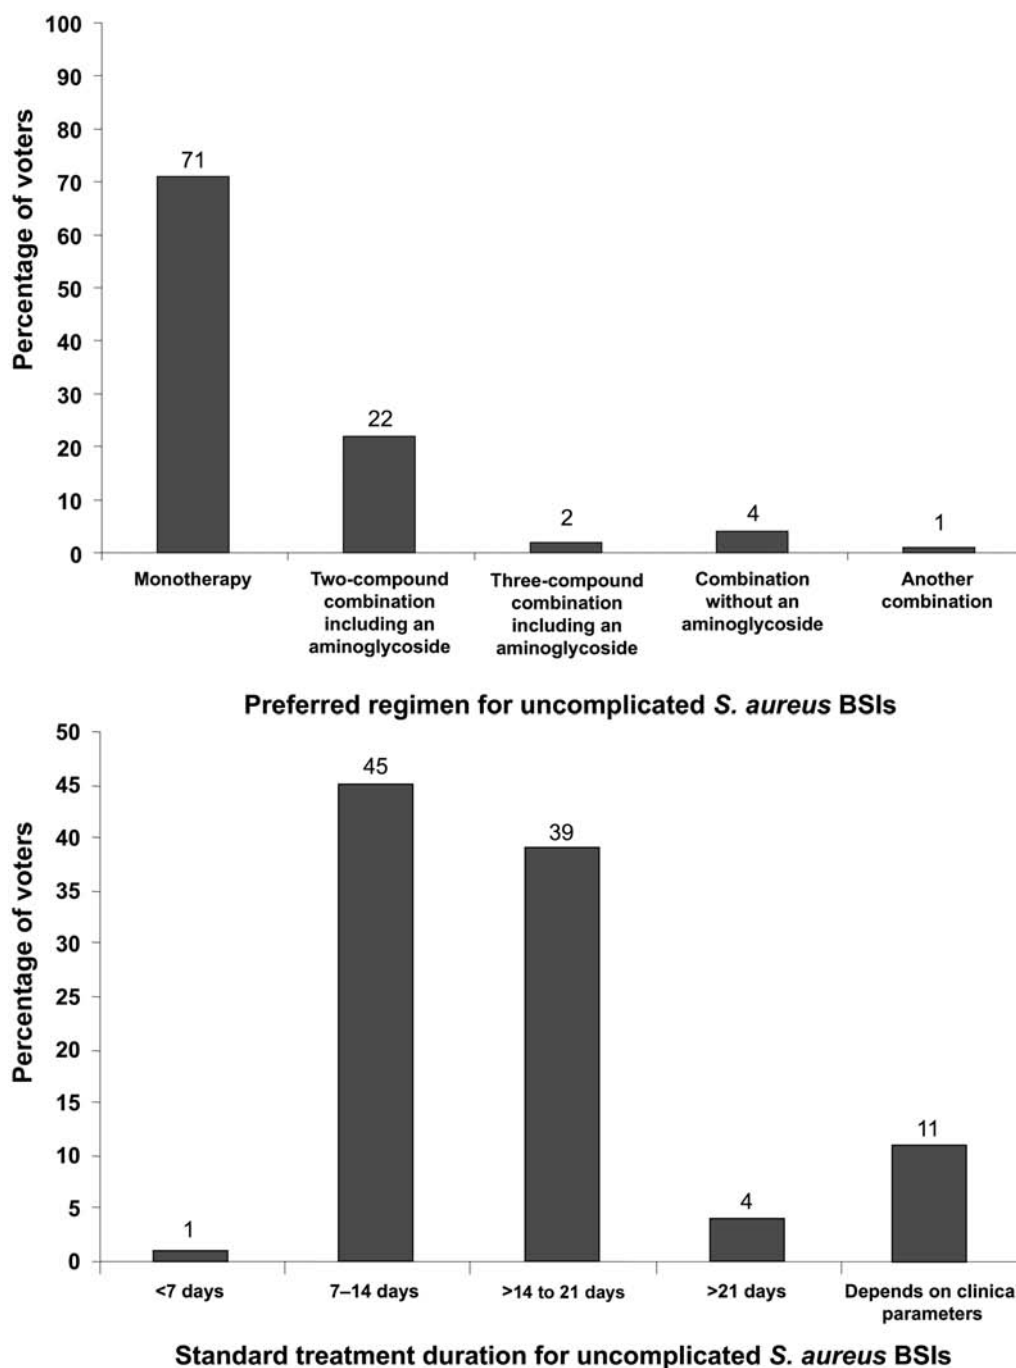 100
90
80
70
60
50
40
30
20
10
0
Percentage of voters
71
22
2
4
1
Monotherapy
Two-compound
combination
including an
aminoglycoside
Three-compound
combination
including an
aminoglycoside
Combination
without an
aminoglycoside
Another
combination
Preferred regimen for uncomplicated S. aureus BSIs
50
45
40
35
30
25
20
15
10
5
0
Percentage of voters
1
45
39
4
11
<7 days
7–14 days
>14 to 21 days
>21 days
Depends on clinical
parameters
Standard treatment duration for uncomplicated S. aureus BSIs